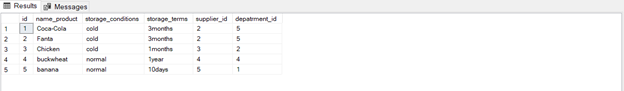 Results Messages
id name_product storage_conditions storage_terms supplier_id depatrment_id
1 1 Coca-Cola cold 3months 2 5
2 2 Fanta cold 3months 2 5
3 3 Chicken cold 1months 3 2
4 4 buckwheat normal 1year 4 4
5 5 banana normal 10days 5 1